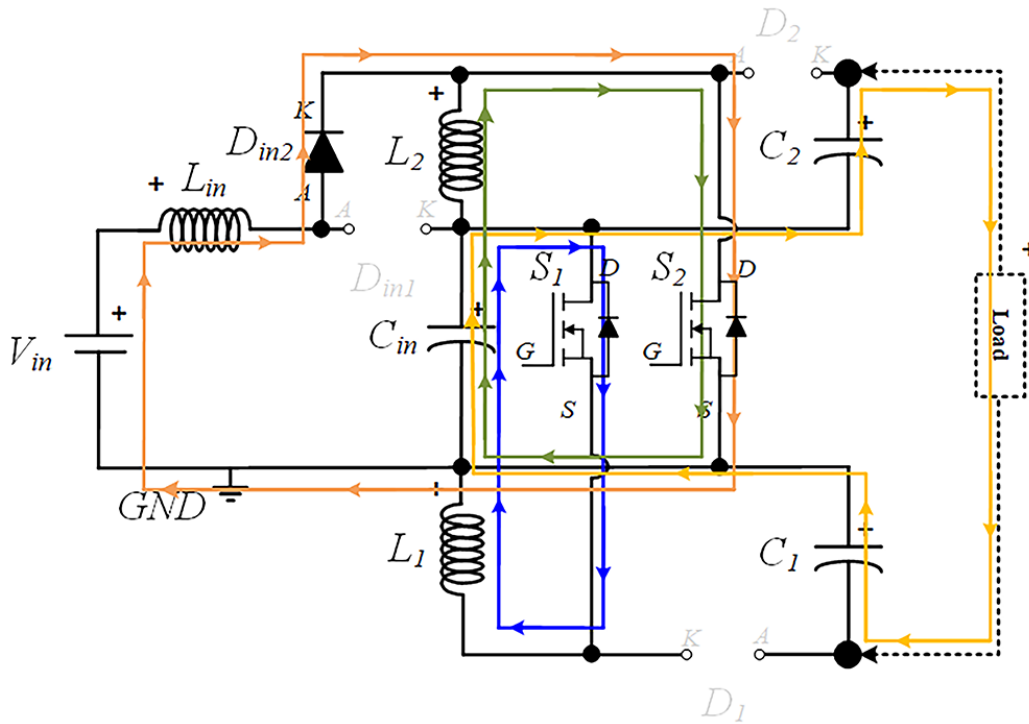 D2
A
K
+
K
+
L2
C2
Din2
+
Lin
A
A
K
+
Din1
S1
D
S2
D
+
+
Vin
Cin
Load
G
G
S
S
GND
+
+
L1
C1
K
A
D1